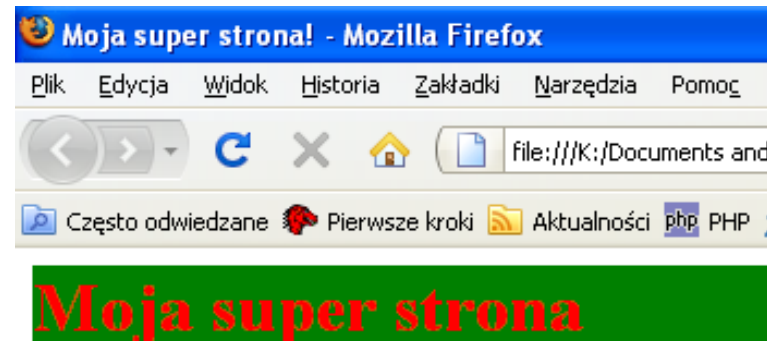 Moja super strona! - Mozilla Firefox
Plik Edycja Widok Historia Zakładki Narzędzia Pomoc
file:///K:/Documents and
Często odwiedzane Pierwsze kroki Aktualności php PHP
Moja super strona